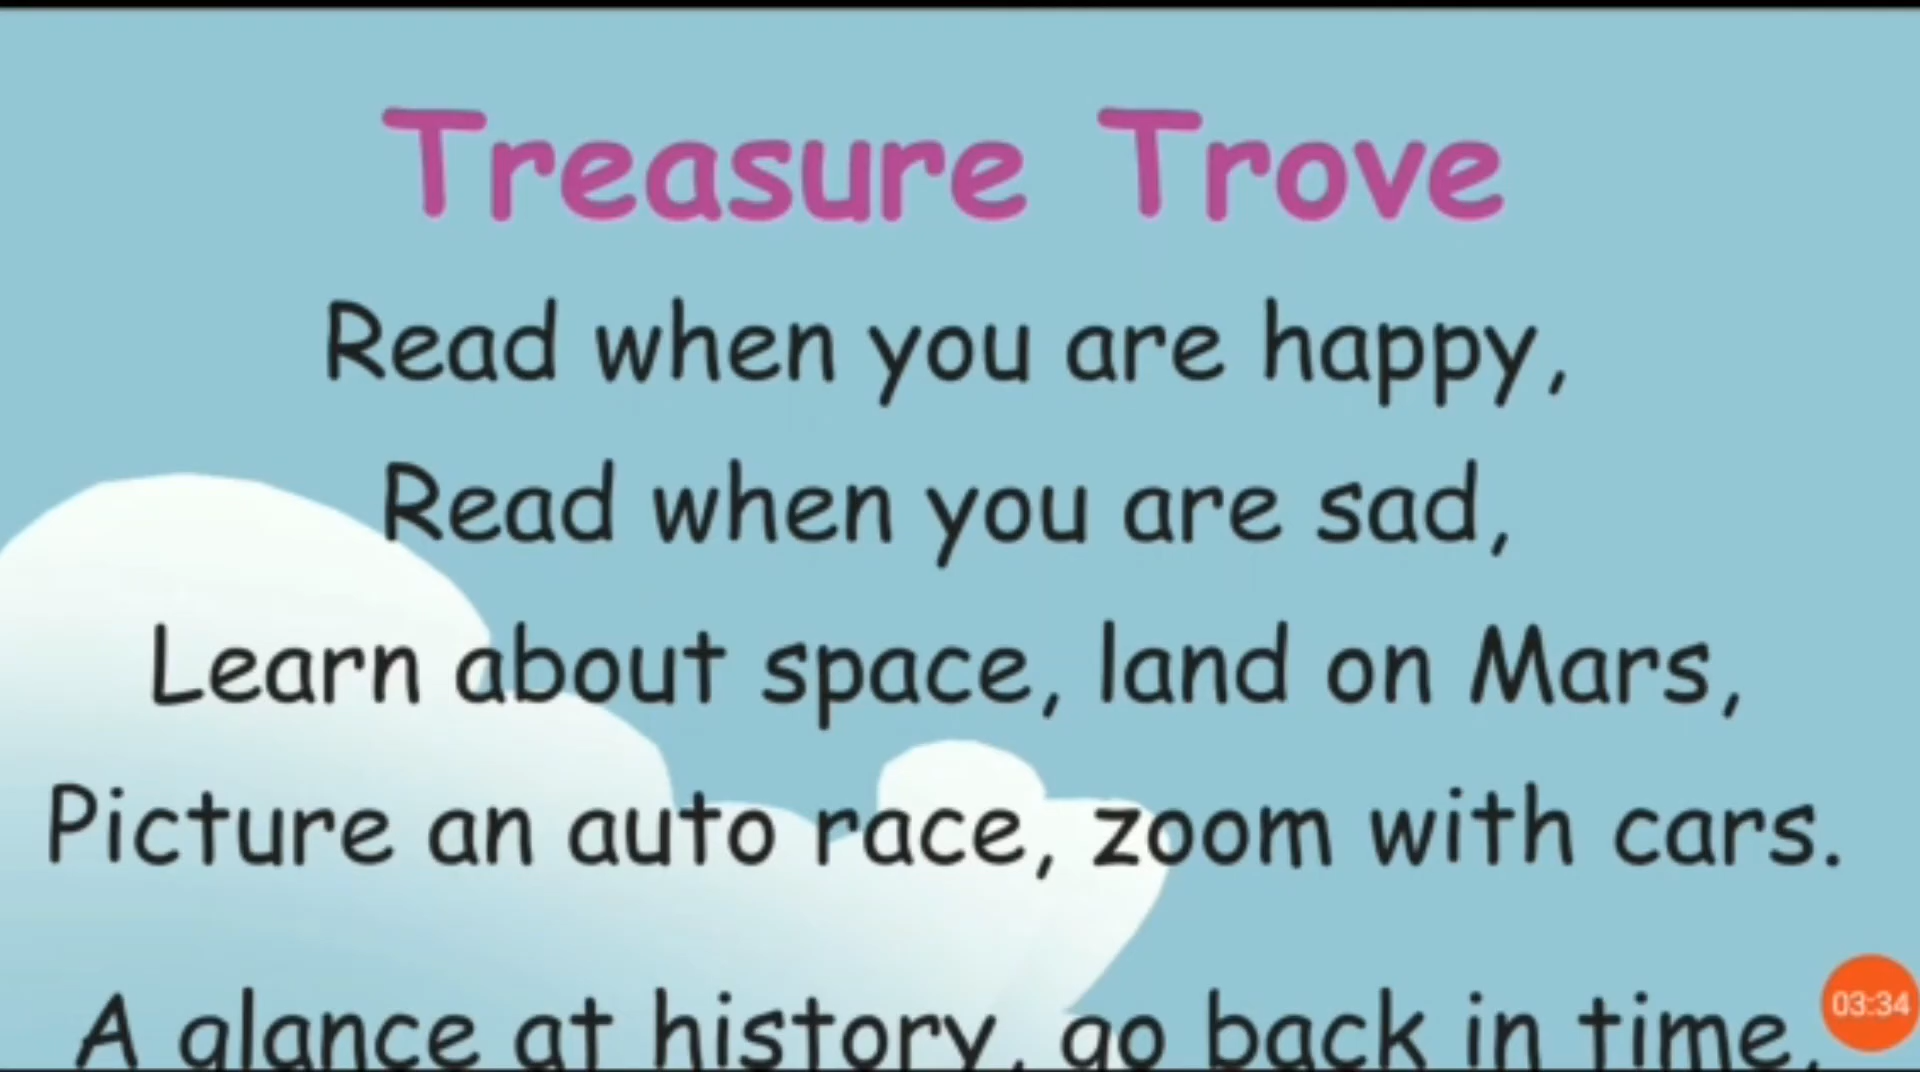 Treasure Trove
Read when you are happy,
Read when you are sad,
Learn about space, land on Mars,
Picture an auto race, zoom with cars.
A glance at history, go back in time,
03:34